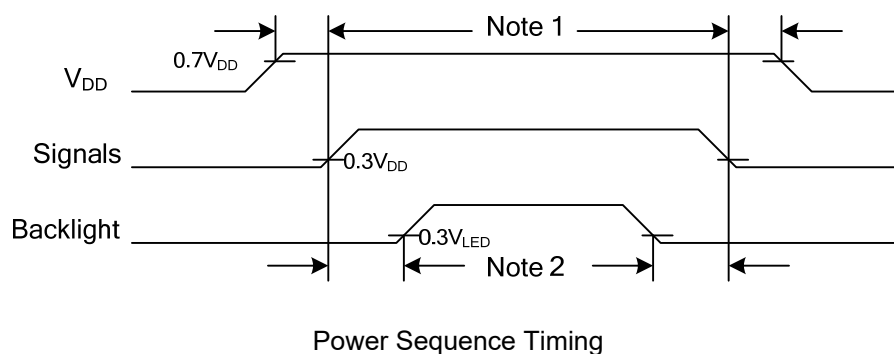 Note 1
0.7VDD
VDD
Signals
0.3VDD
Backlight
0.3VLED
Note 2
Power Sequence Timing